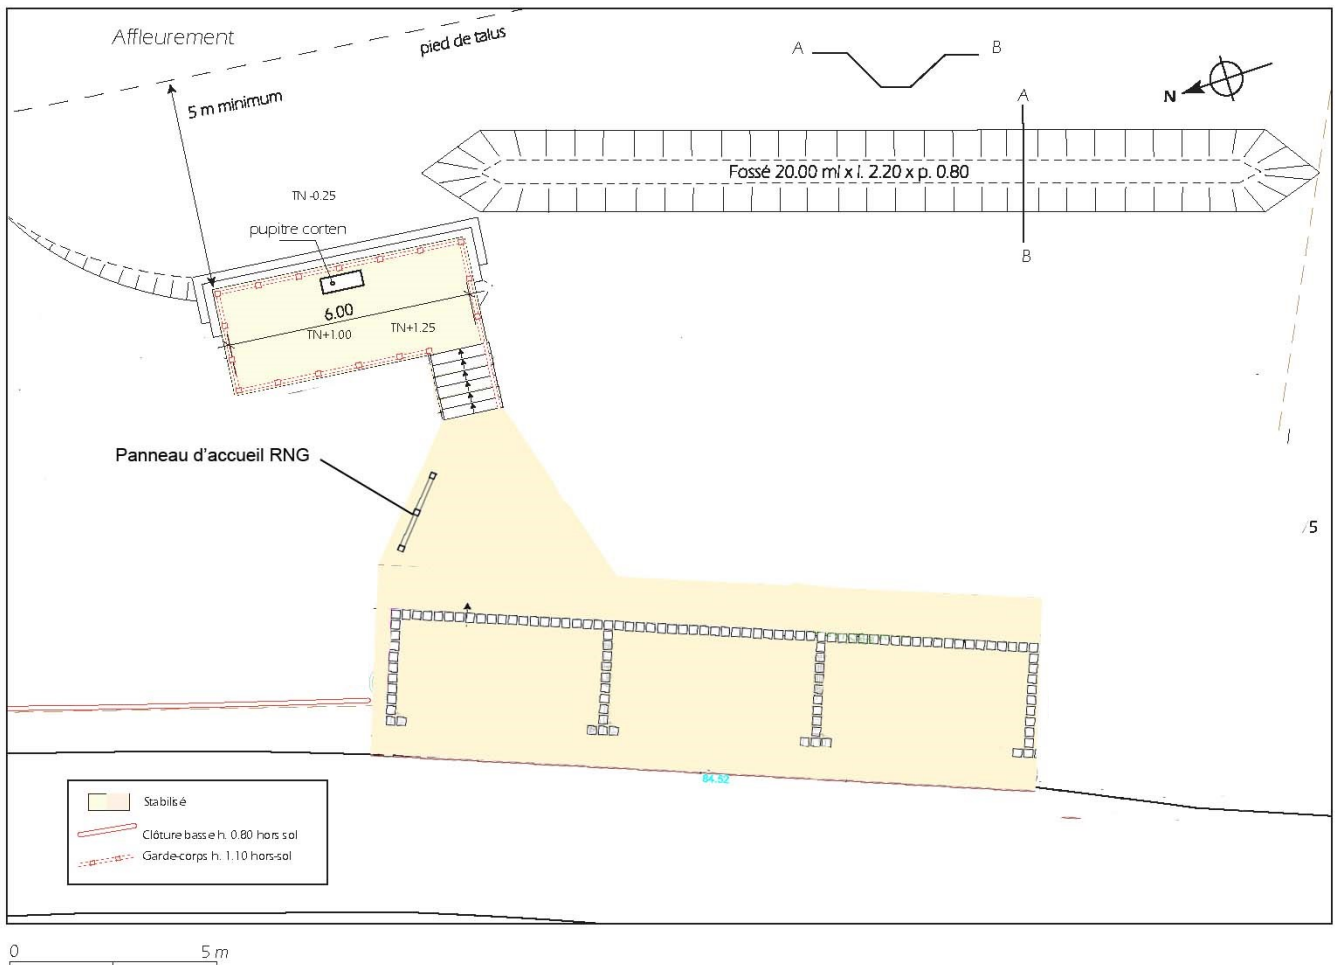 Affleurement
pied de talus
A
B
5 m minimum
N
A
Fossé 20.00 ml x l. 2.20 x p. 0.80
TN -0.25
pupitre corten
B
6.00
TN+1.00
TN+1.25
Panneau d'accueil RNG
/5
84.52
Stabilisé
Clôture basse h. 0.80 hors sol
Garde-corps h. 1.10 hors-sol
0
5 m